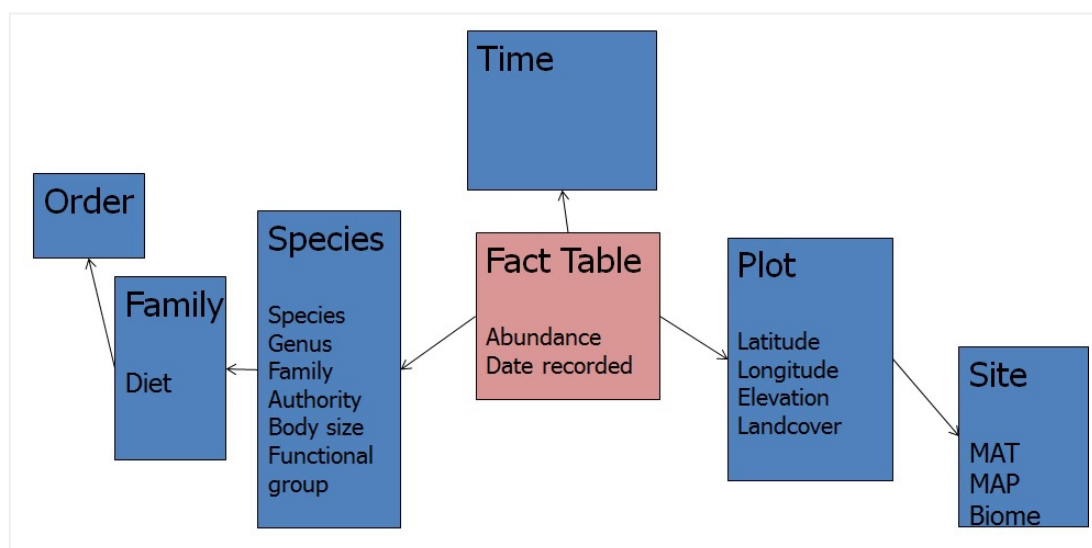 Time
Order
Species
Species
Genus
Family
Authority
Body size
Functional
group
Family
Diet
Fact Table
Abundance
Date recorded
Plot
Latitude
Longitude
Elevation
Landcover
Site
MAT
MAP
Biome